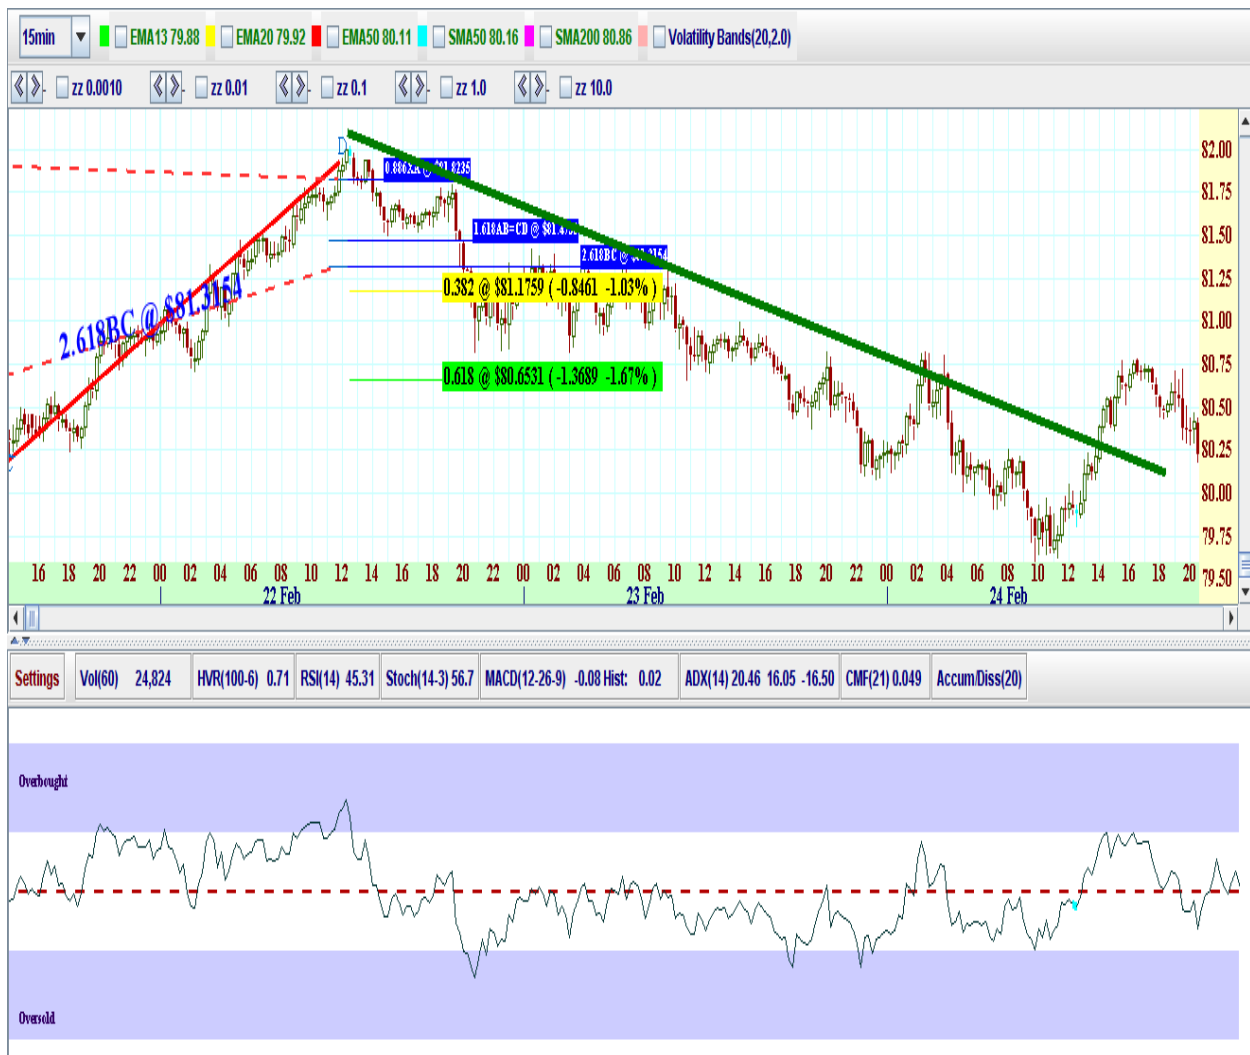 15min EMA13 79.88 EMA20 79.92 EMA50 80.11 SMA50 80.16 SMA200 80.86 Volatility Bands(20,2.0)
zz 0.0010 zz 0.01 zz 0.1 zz 1.0 zz 10.0
D
82.00
0.886XA @
81.75
1.618AB=CD @
81.50
2.618BC @
81.25
0.382 @ $81.1759 ( -0.8461 -1.03% )
2.618BC @ $81.3154
81.00
80.75
0.618 @ $80.6531 ( -1.3689 -1.67% )
80.50
80.25
80.00
79.75
79.50
16 18 20 22 00 02 04 06 08 10 12 14 16 18 20 22 00 02 04 06 08 10 12 14 16 18 20 22 00 02 04 06 08 10 12 14 16 18 20
22 Feb 23 Feb 24 Feb
Settings Vol(60) 24,824 HVR(100-6) 0.71 RSI(14) 45.31 Stoch(14-3) 56.7 MACD(12-26-9) -0.08 Hist: 0.02 ADX(14) 20.46 16.05 -16.50 CMF(21) 0.049 Accum/Diss(20)
Overbought
Oversold